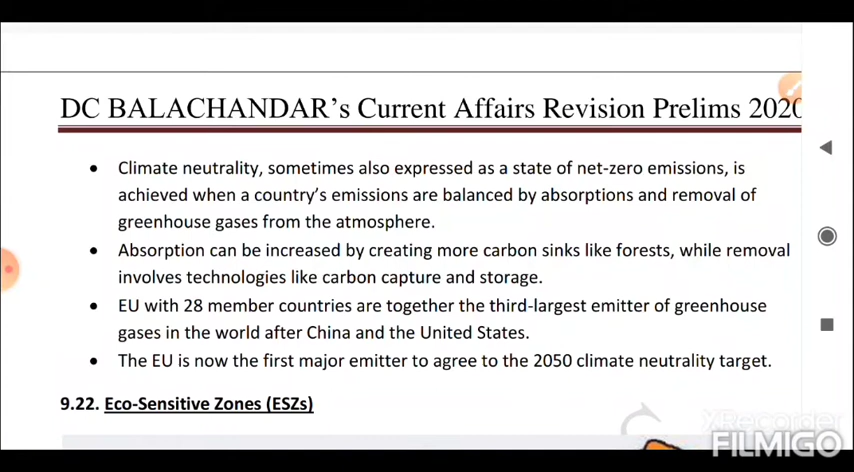 DC BALACHANDAR’s Current Affairs Revision Prelims 2020
• Climate neutrality, sometimes also expressed as a state of net-zero emissions, is
achieved when a country’s emissions are balanced by absorptions and removal of
greenhouse gases from the atmosphere.
• Absorption can be increased by creating more carbon sinks like forests, while removal
involves technologies like carbon capture and storage.
• EU with 28 member countries are together the third-largest emitter of greenhouse
gases in the world after China and the United States.
• The EU is now the first major emitter to agree to the 2050 climate neutrality target.
9.22. Eco-Sensitive Zones (ESZs)
XRecorder
FILMIGO